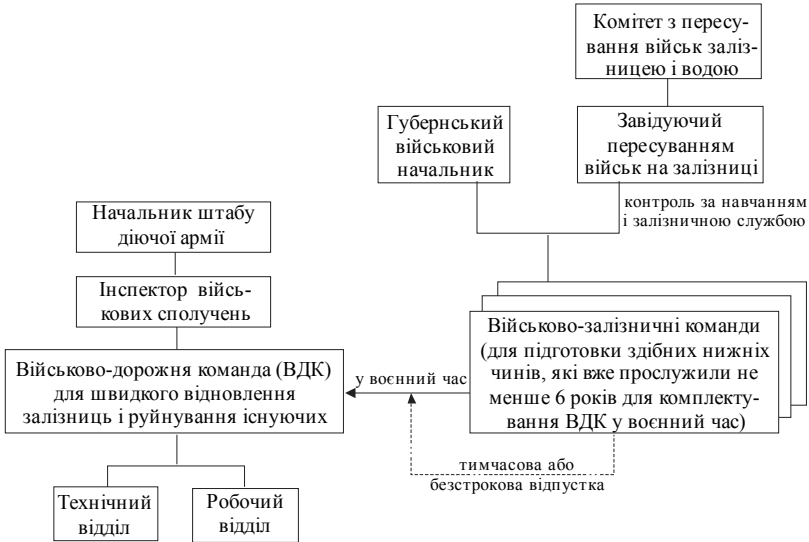 Комітет з пересу-
вання військ заліз-
ницею і водою
Губернський
військовий
начальник
Завідуючий
пересуванням
військ на залізниці
контроль за навчанням
і залізничною службою
Начальник штабу
діючої армії
Інспектор війсь-
кових сполучень
Військово-дорожня команда (ВДК)
для швидкого відновлення
залізниць і руйнування існуючих
у воєнний час
Військово-залізничні команди
(для підготовки здібних нижніх
чинів, які вже прослужили не
менше 6 років для комплекту-
вання ВДК у воєнний час)
тимчасова або
безстрокова відпустка
Технічний
відділ
Робочий
відділ